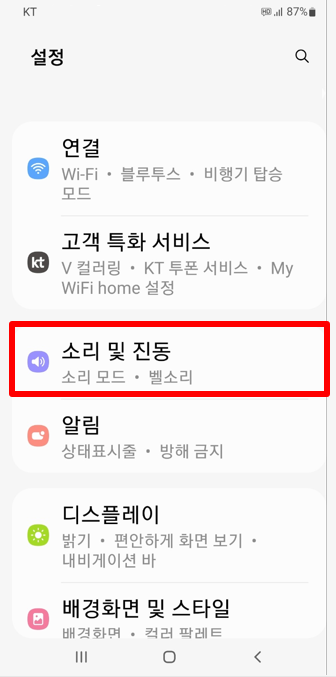 KT
HD 87%
설정
연결
Wi-Fi • 블루투스 • 비행기 탑승
모드
kt
고객 특화 서비스
V 컬러링 • KT 투폰 서비스 • My
WiFi home 설정
소리 및 진동
소리 모드 • 벨소리
알림
상태표시줄 • 방해 금지
디스플레이
밝기 • 편안하게 화면 보기 •
내비게이션 바
배경화면 및 스타일
배경화면 • 컬러 팔레트